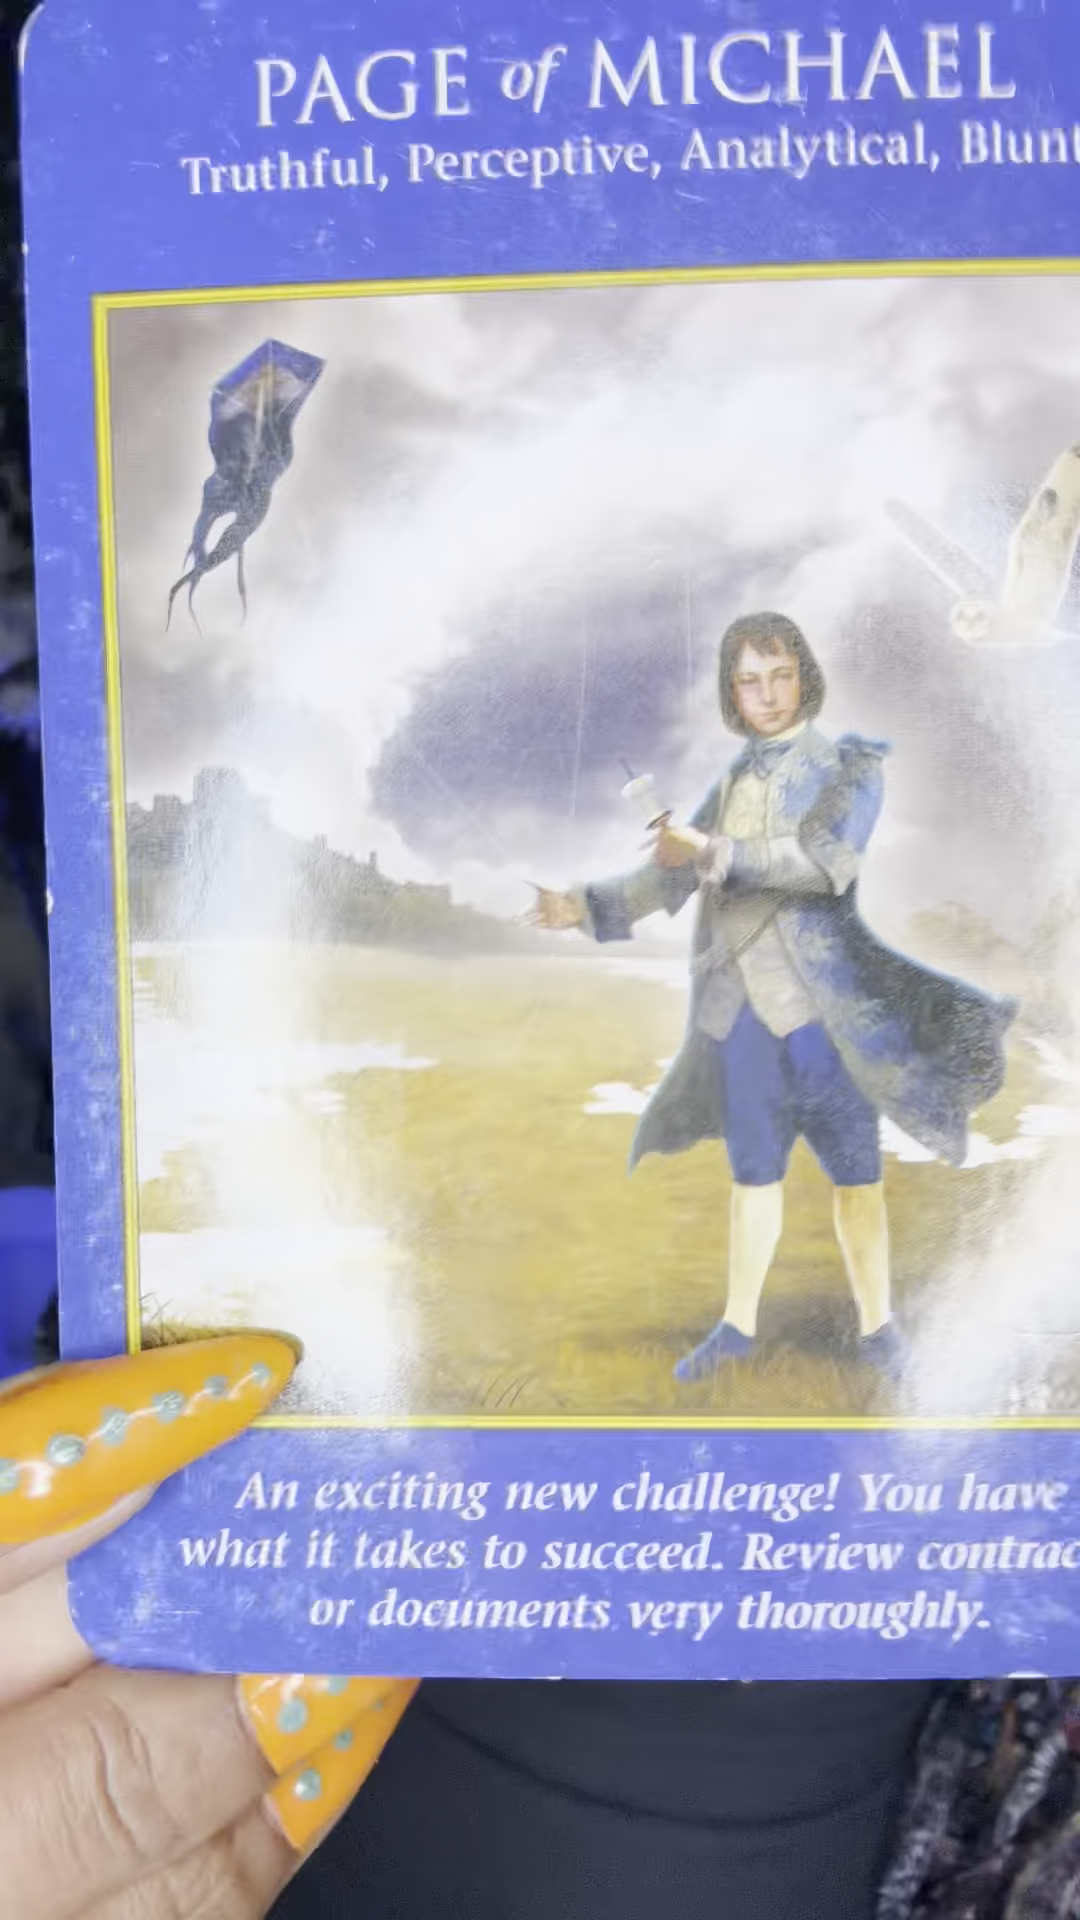 PAGE of MICHAEL
Truthful, Perceptive, Analytical, Blunt
An exciting new challenge! You have
what it takes to succeed. Review
or documents very thoroughly.